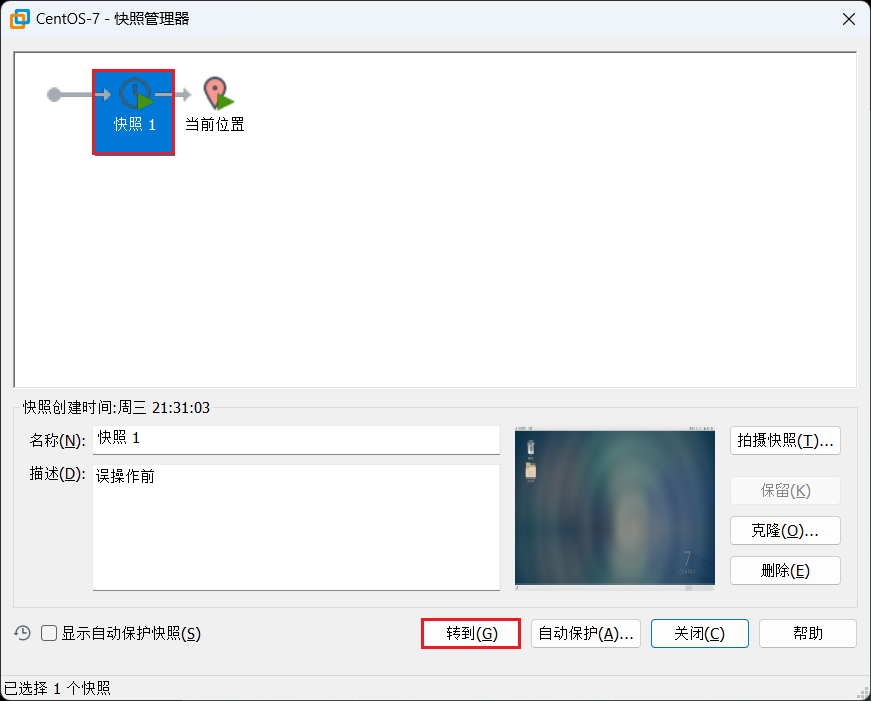 CentOS-7 - 快照管理器
快照 1
当前位置
快照创建时间:周三 21:31:03
名称(N):
快照 1
拍摄快照(T)...
描述(D):
误操作前
保留(K)
克隆(O)...
删除(E)
7
显示自动保护快照(S)
转到(G)
自动保护(A)...
关闭(C)
帮助
已选择 1 个快照